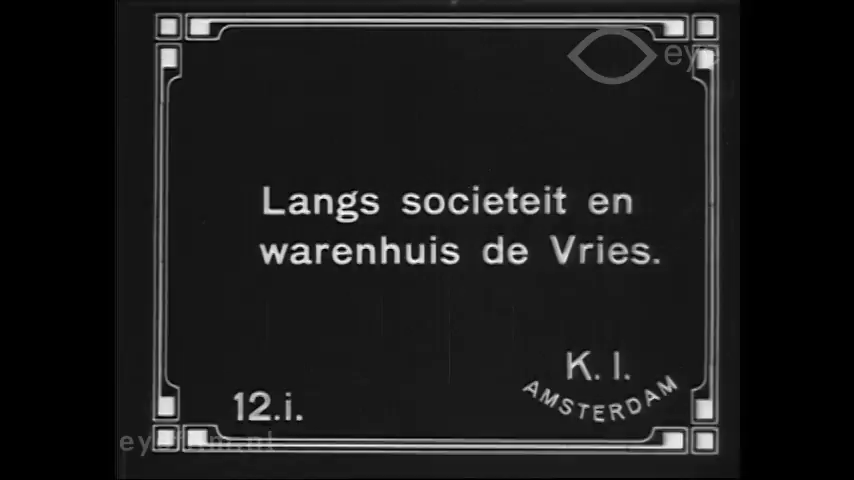 eye
Langs societeit en
warenhuis de Vries.
K. I.
AMSTERDAM
12.i.
eyefilm.nl